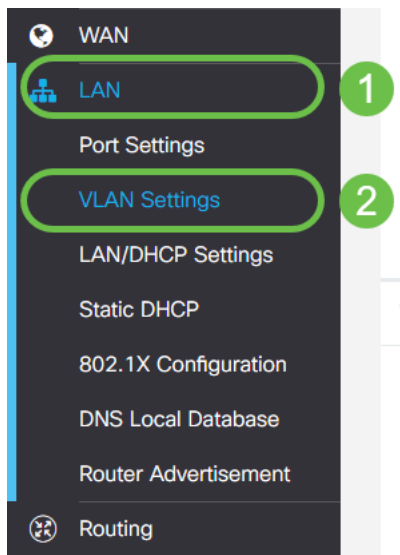 WAN
LAN
1
Port Settings
VLAN Settings
2
LAN/DHCP Settings
Static DHCP
802.1X Configuration
DNS Local Database
Router Advertisement
Routing